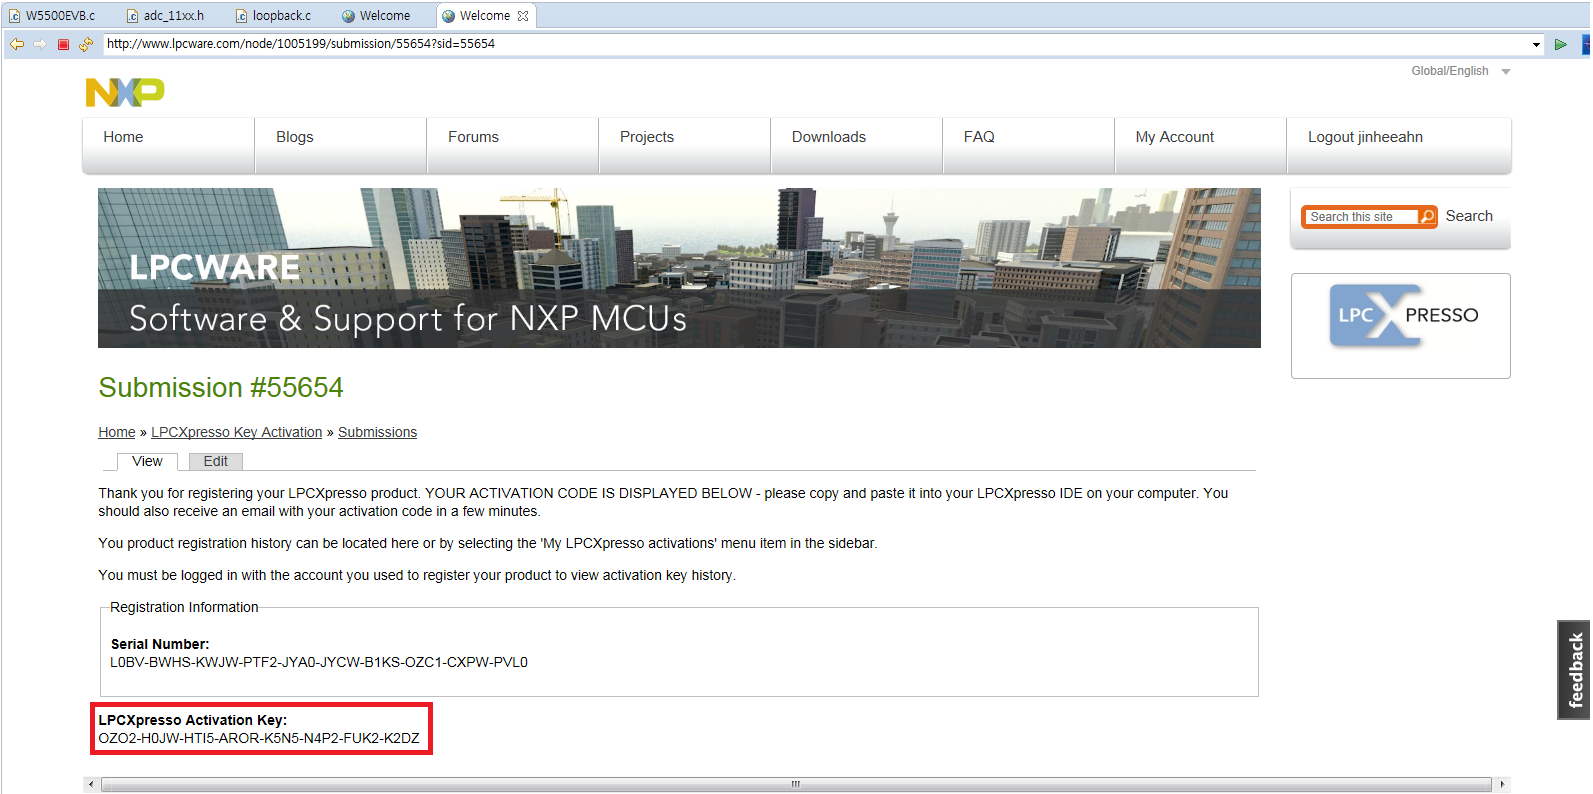 W5500EVB.c adc_11xx.h loopback.c Welcome Welcome
http://www.lpcware.com/node/1005199/submission/55654?sid=55654
Global/English
NXP
Home Blogs Forums Projects Downloads FAQ My Account Logout jinheeahn
Search this site Search
LPCWARE
Software & Support for NXP MCUs
LPCXPRESSO
Submission #55654
Home » LPCXpresso Key Activation » Submissions
View Edit
Thank you for registering your LPCXpresso product. YOUR ACTIVATION CODE IS DISPLAYED BELOW - please copy and paste it into your LPCXpresso IDE on your computer. You
should also receive an email with your activation code in a few minutes.
You product registration history can be located here or by selecting the 'My LPCXpresso activations' menu item in the sidebar.
You must be logged in with the account you used to register your product to view activation key history.
Registration Information
Serial Number:
L0BV-BWHS-KWJW-PTF2-JYA0-JYCW-B1KS-OZC1-CXPW-PVL0
feedback
LPCXpresso Activation Key:
OZO2-H0JW-HTI5-AROR-K5N5-N4P2-FUK2-K2DZ